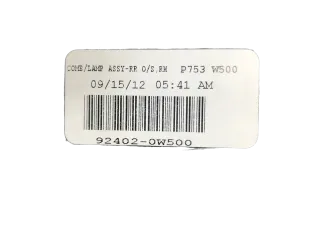 COMB/LAMP ASSY-RR O/S,RH P753 W500
09/15/12 05:41 AM
92402-0W500